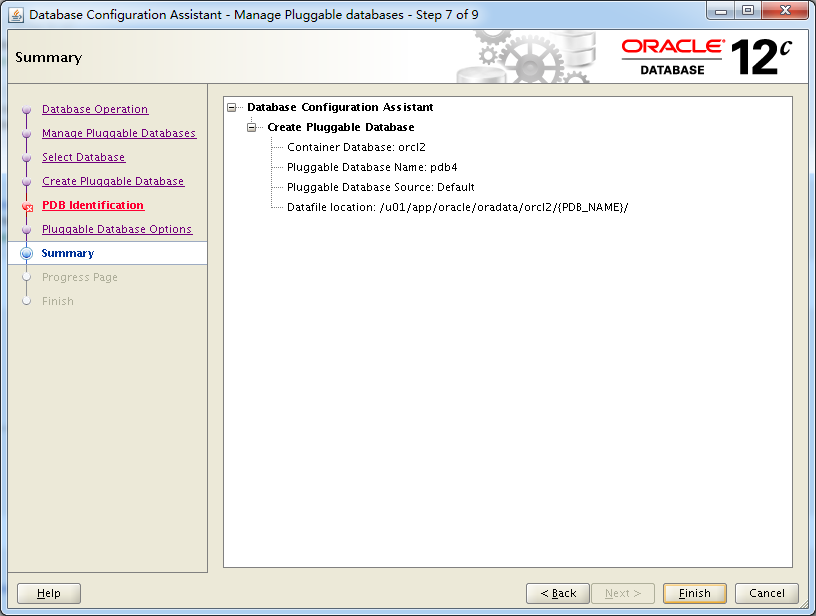 Database Configuration Assistant - Manage Pluggable databases - Step 7 of 9
Summary
ORACLE
DATABASE
12c
Database Operation
Manage Pluggable Databases
Select Database
Create Pluggable Database
PDB Identification
Pluggable Database Options
Summary
Progress Page
Finish
Database Configuration Assistant
Create Pluggable Database
Container Database: orcl2
Pluggable Database Name: pdb4
Pluggable Database Source: Default
Datafile location: /u01/app/oracle/oradata/orcl2/{PDB_NAME}/
Help
< Back
Next >
Finish
Cancel